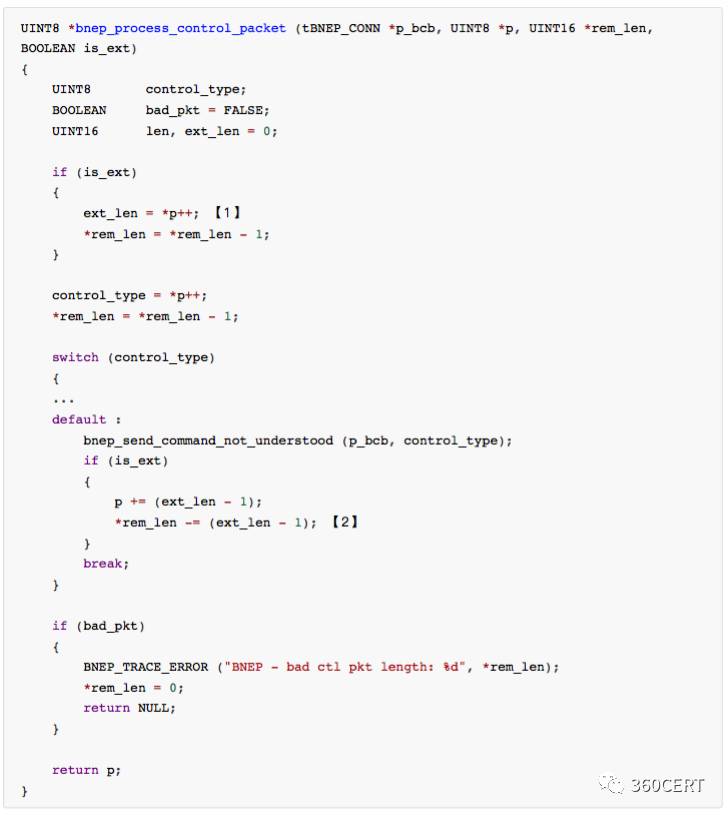 UINT8 *bnep_process_control_packet (tBNEP_CONN *p_bcb, UINT8 *p, UINT16 *rem_len,
BOOLEAN is_ext)
{
    UINT8       control_type;
    BOOLEAN     bad_pkt = FALSE;
    UINT16      len, ext_len = 0;

    if (is_ext)
    {
        ext_len = *p++; 【1】
        *rem_len = *rem_len - 1;
    }

    control_type = *p++;
    *rem_len = *rem_len - 1;

    switch (control_type)
    {
    ...
    default :
        bnep_send_command_not_understood (p_bcb, control_type);
        if (is_ext)
        {
            p += (ext_len - 1);
            *rem_len -= (ext_len - 1); 【2】
        }
        break;
    }

    if (bad_pkt)
    {
        BNEP_TRACE_ERROR ("BNEP - bad ctl pkt length: %d", *rem_len);
        *rem_len = 0;
        return NULL;
    }

    return p;
}
360CERT